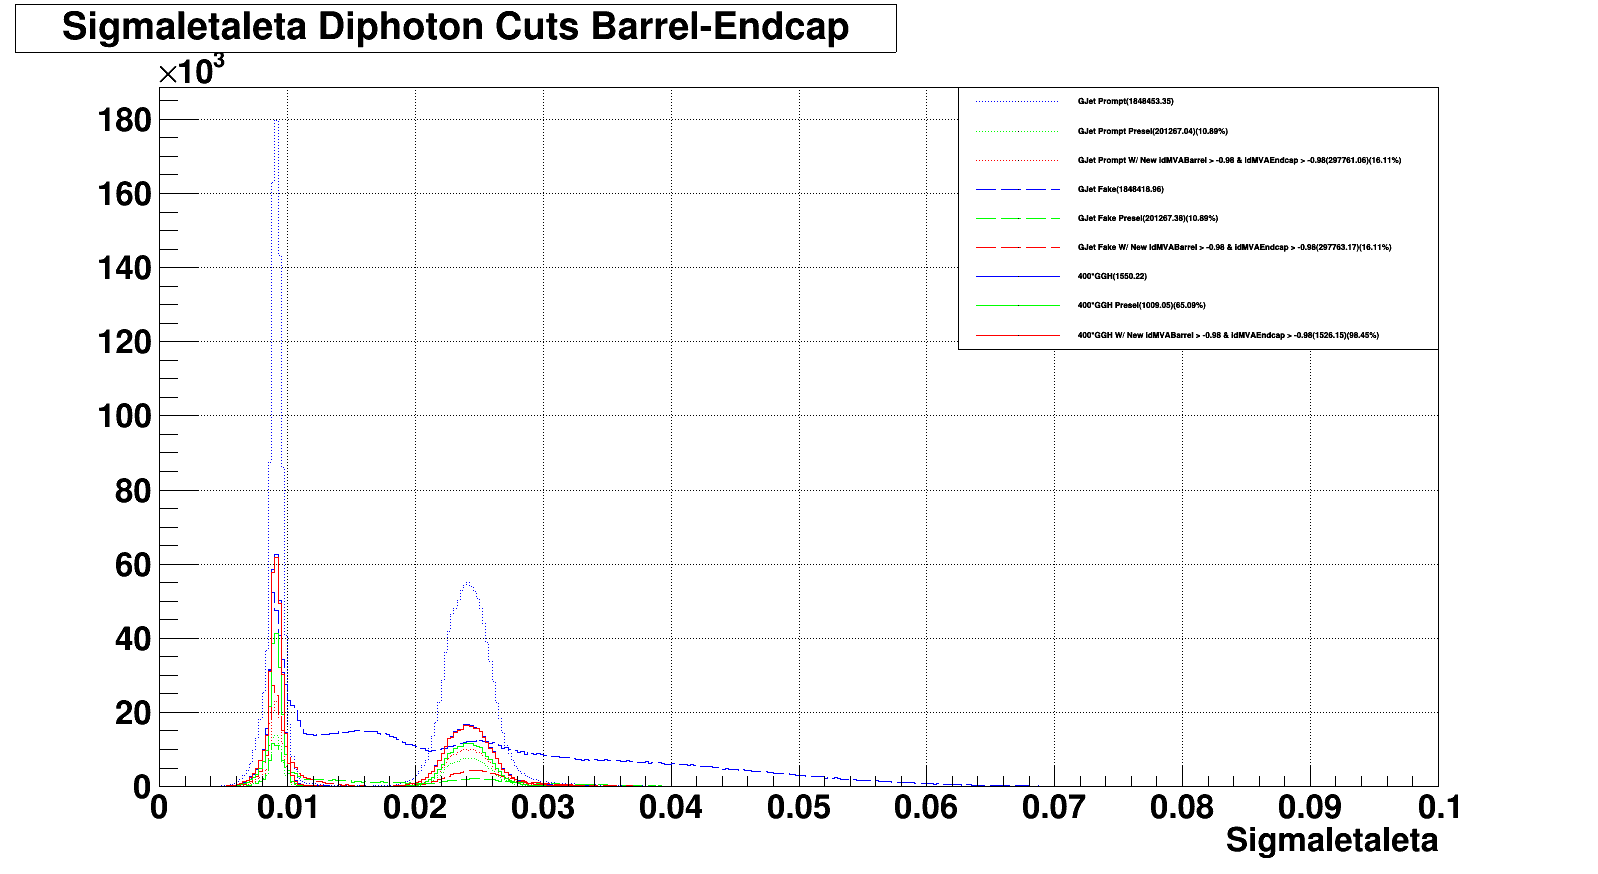 SigmaIetaIeta Diphoton Cuts Barrel-Endcap
×10³
180
160
140
120
100
80
60
40
20
0
0 0.01 0.02 0.03 0.04 0.05 0.06 0.07 0.08 0.09 0.1
SigmaIetaIeta
GJet Prompt(1848453.35)
GJet Prompt Presel(201267.04)(10.89%)
GJet Prompt W/ New idMVABarrel > -0.98 & idMVAEndcap > -0.98(297761.06)(16.11%)
GJet Fake(1848418.96)
GJet Fake Presel(201267.38)(10.89%)
GJet Fake W/ New idMVABarrel > -0.98 & idMVAEndcap > -0.98(297763.17)(16.11%)
400*GGH(1550.22)
400*GGH Presel(1009.05)(65.09%)
400*GGH W/ New idMVABarrel > -0.98 & idMVAEndcap > -0.98(1526.15)(98.45%)